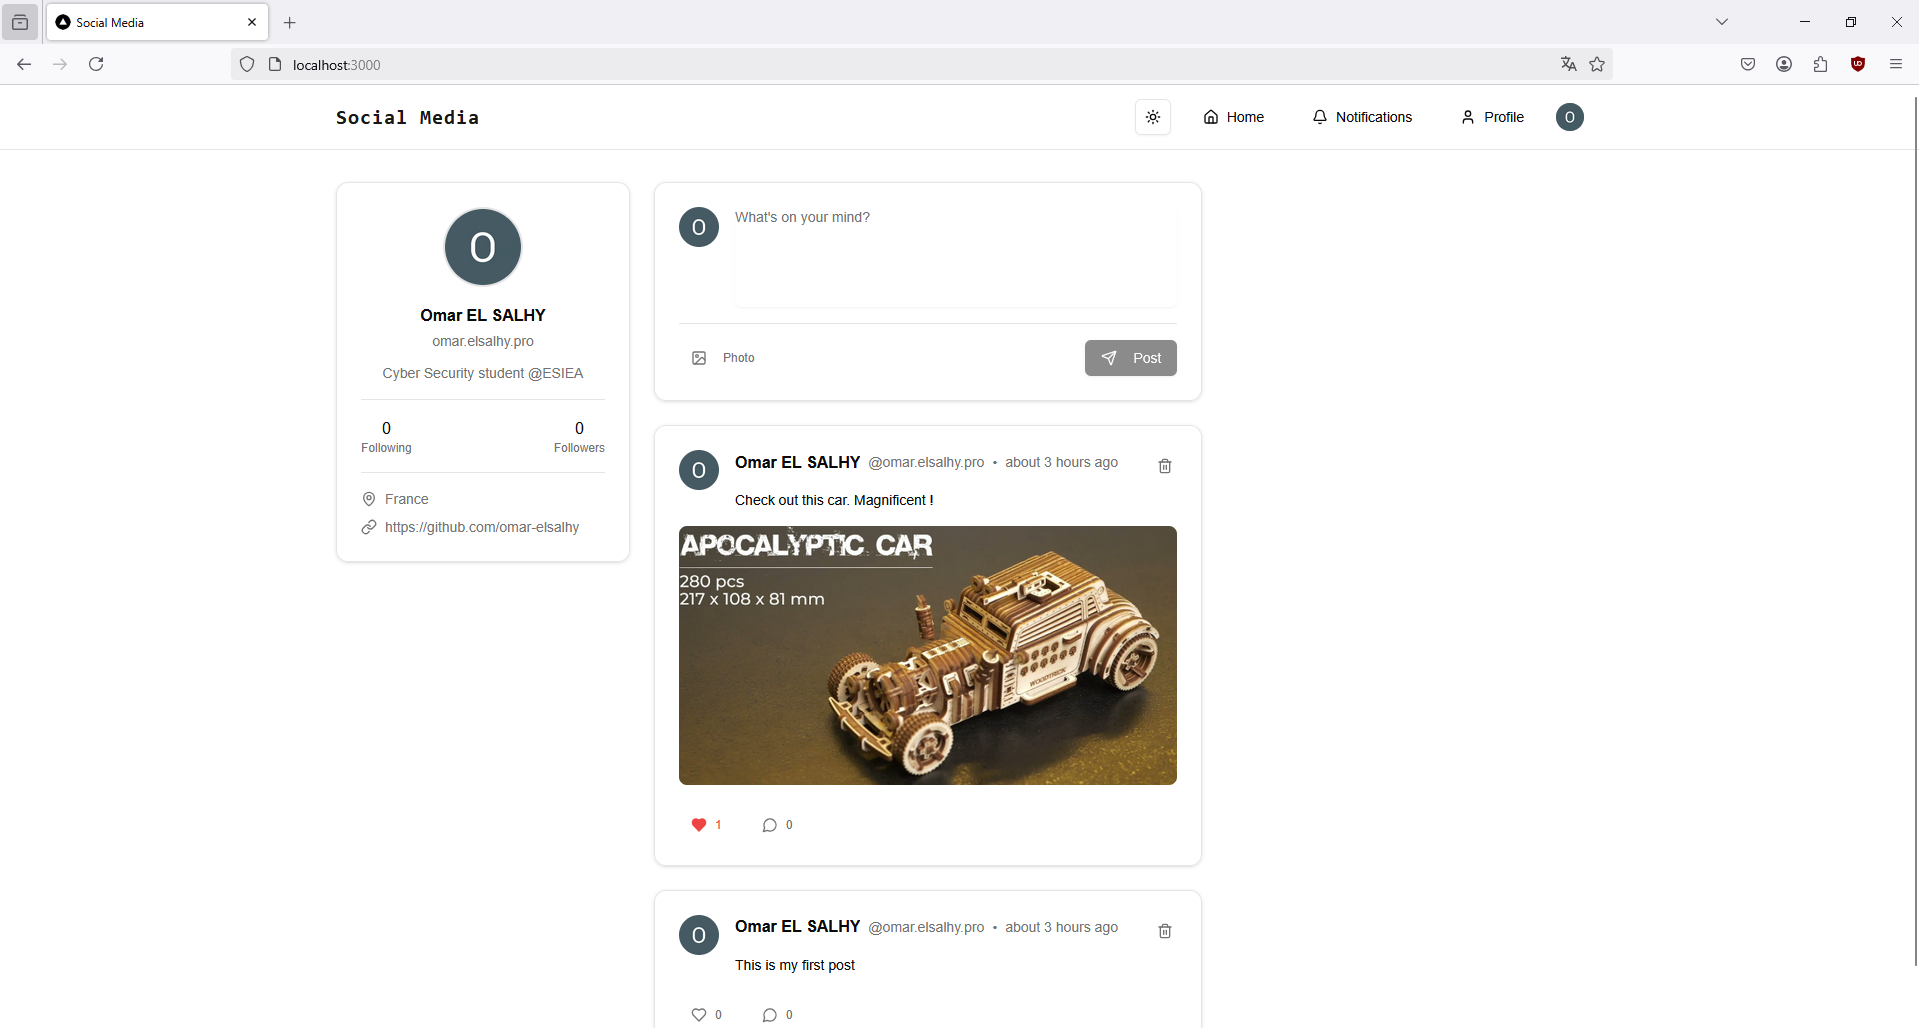 Social Media
localhost:3000
Social Media
Home
Notifications
Profile
O
O
Omar EL SALHY
omar.elsalhy.pro
Cyber Security student @ESIEA
0
Following
0
Followers
France
https://github.com/omar-elsalhy
O
What's on your mind?
Photo
Post
O
Omar EL SALHY @omar.elsalhy.pro • about 3 hours ago
Check out this car. Magnificent !
APOCALYPTIC CAR
280 pcs
217 x 108 x 81 mm
WOODTRICK
1
0
O
Omar EL SALHY @omar.elsalhy.pro • about 3 hours ago
This is my first post
0
0